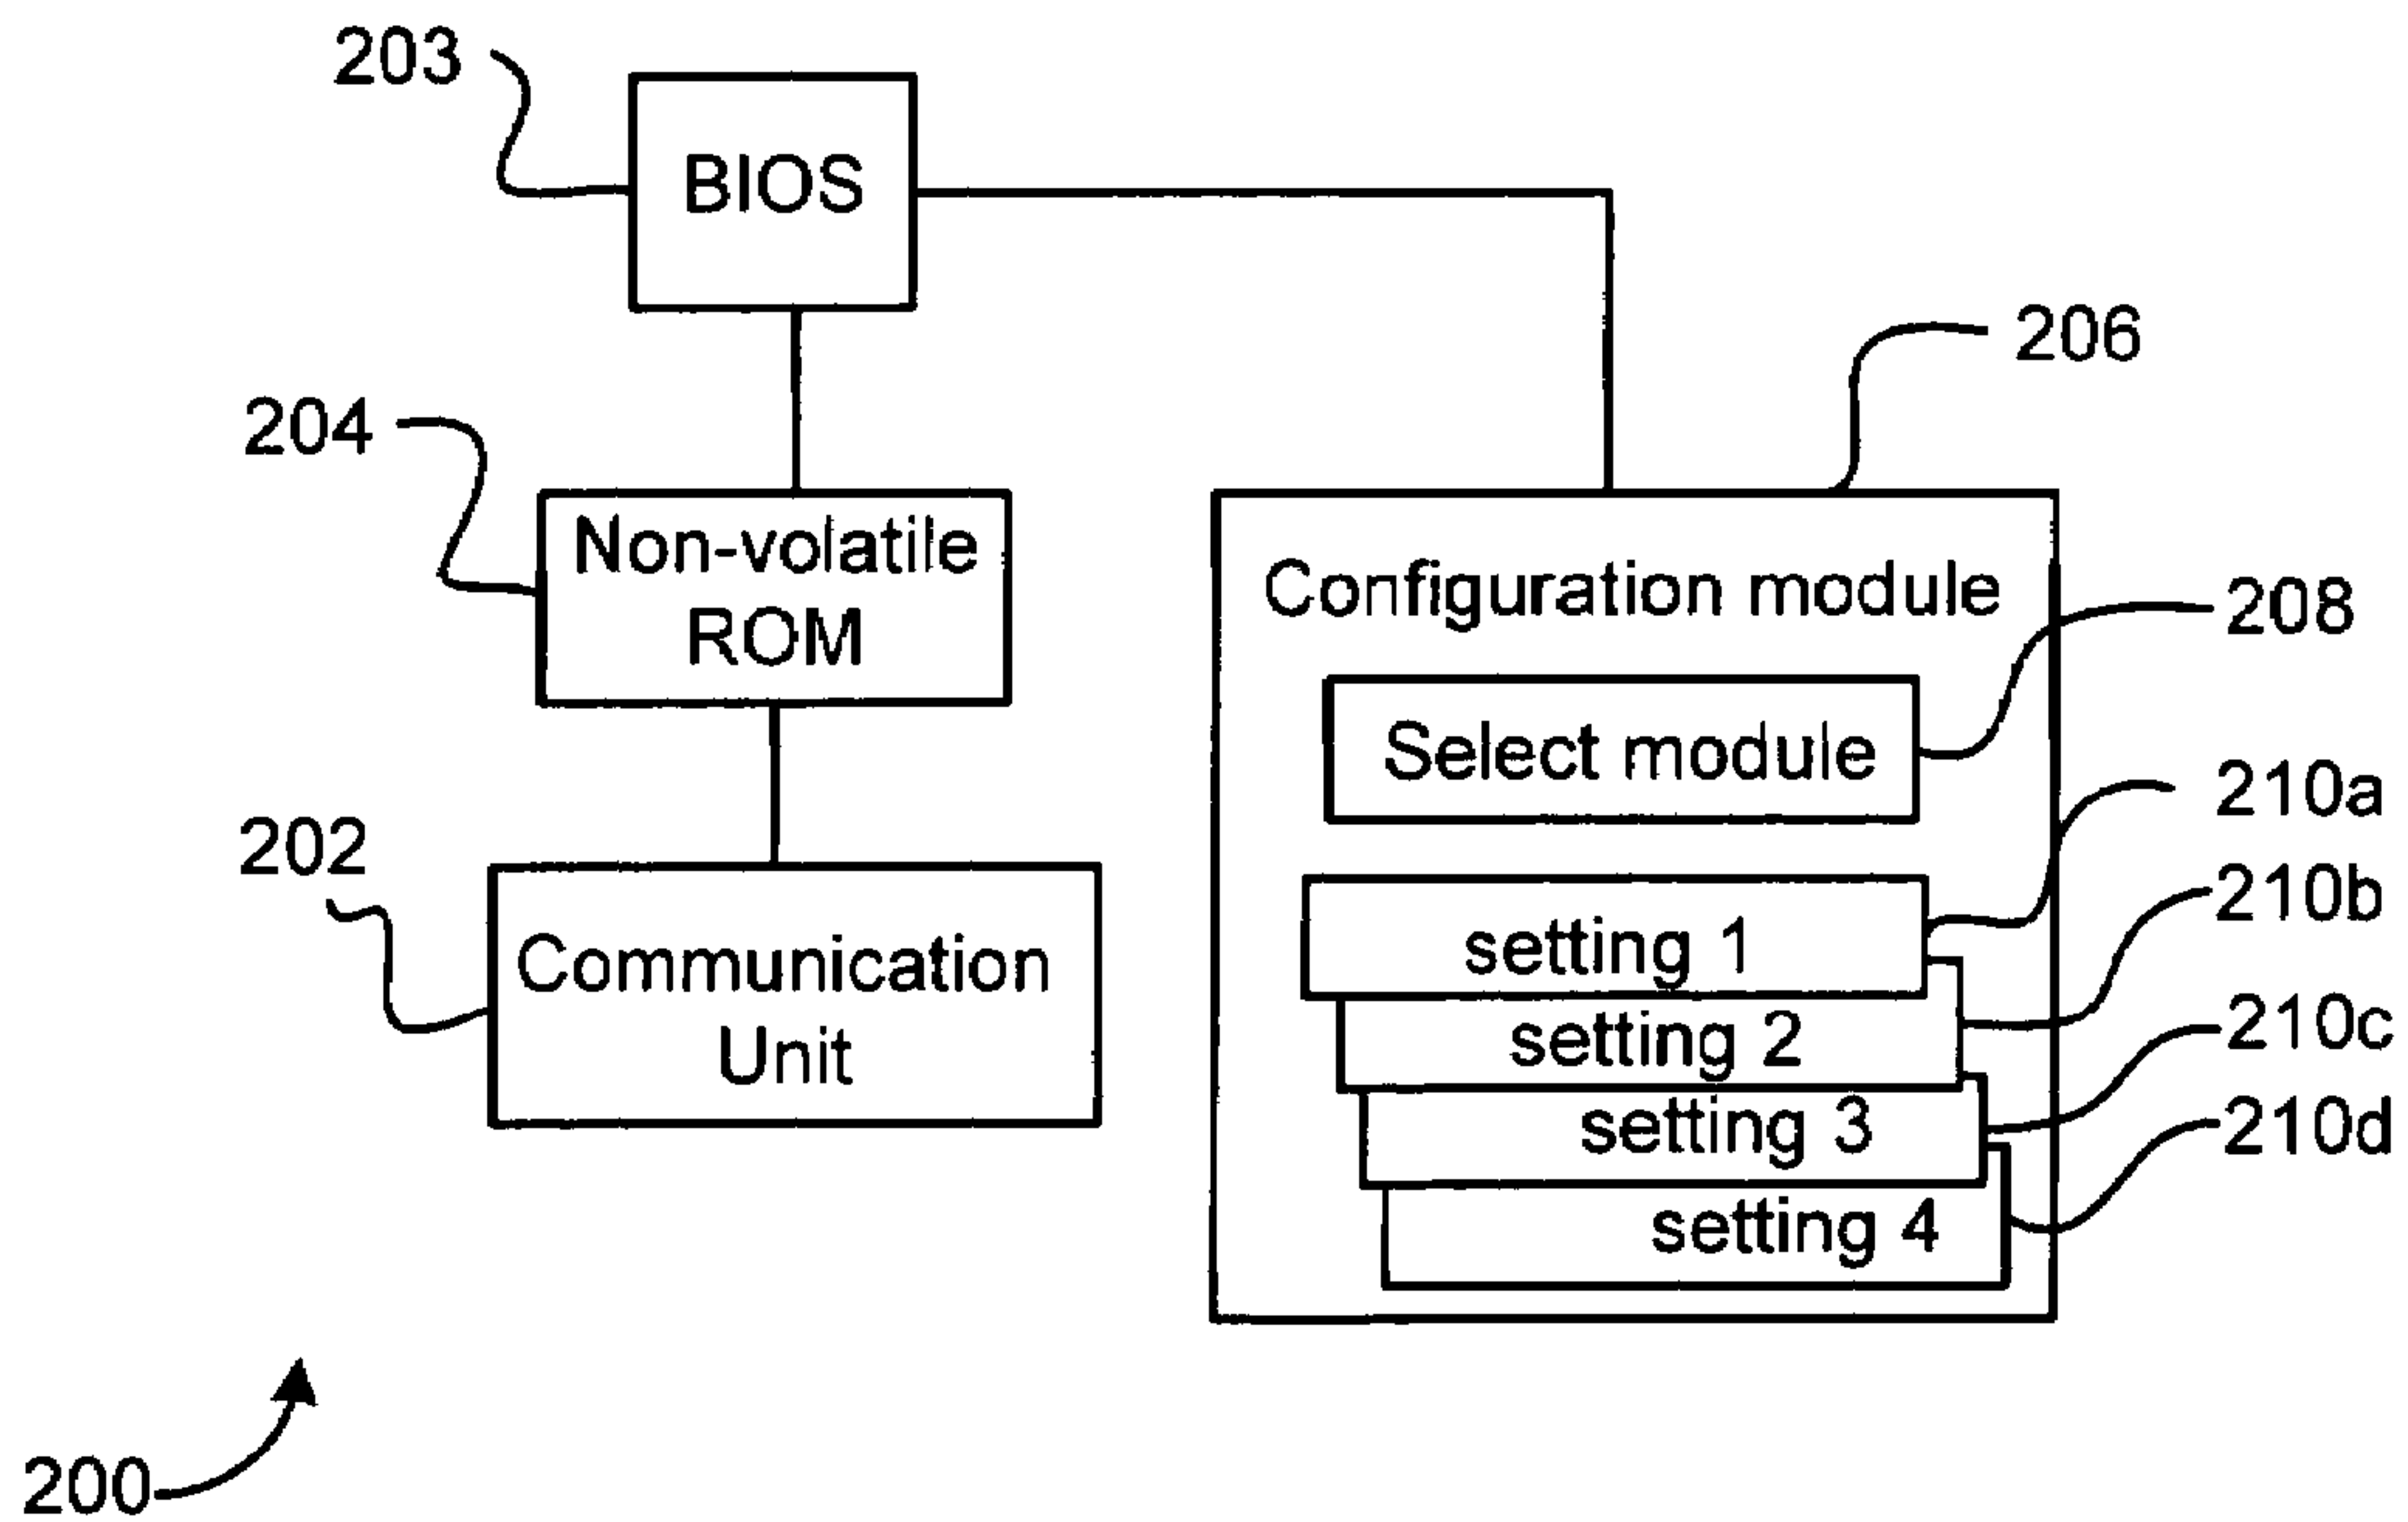 203
BIOS
206
204
Non-volatile
ROM
Configuration module
208
Select module
210a
202
210b
Communication
Unit
setting 1
210c
setting 2
210d
setting 3
setting 4
200